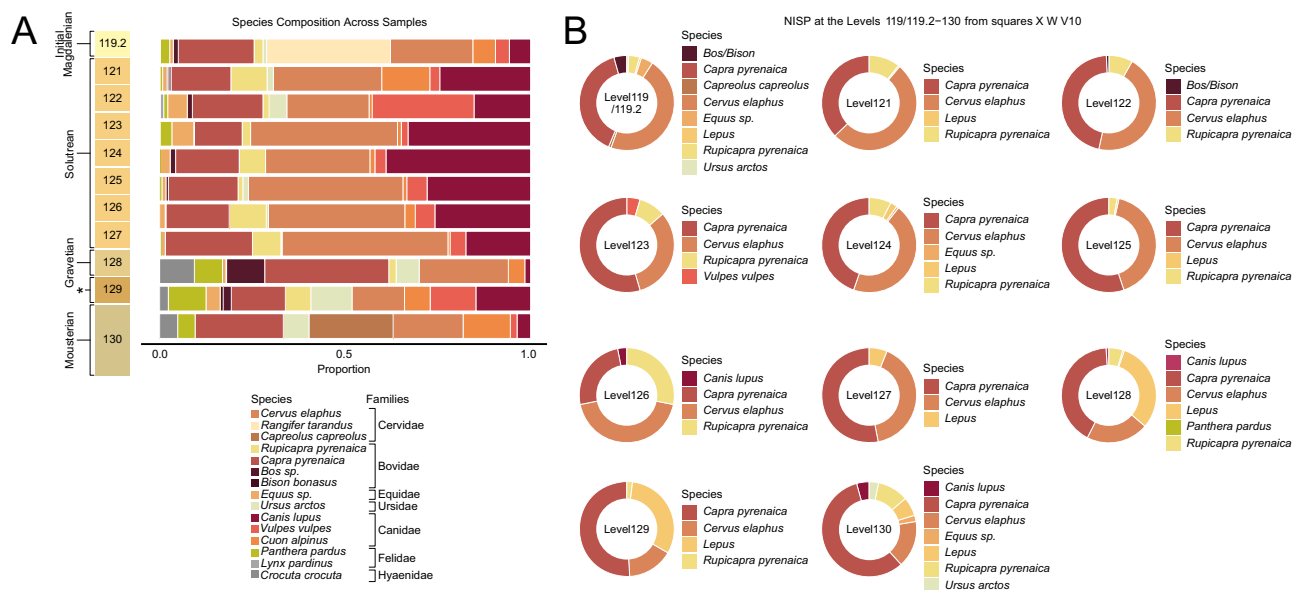 A
Species Composition Across Samples
Initial
Magdalenian
Solutrean
Gravetian
*
Mousterian
119.2
121
122
123
124
125
126
127
128
129
130
0.0
0.5
1.0
Proportion
Species
Families
Cervus elaphus
Rangifer tarandus
Capreolus capreolus
Cervidae
Rupicapra pyrenaica
Capra pyrenaica
Bos sp.
Bison bonasus
Bovidae
Equus sp.
Equidae
Ursus arctos
Ursidae
Canis lupus
Vulpes vulpes
Cuon alpinus
Canidae
Panthera pardus
Lynx pardinus
Felidae
Crocuta crocuta
Hyaenidae
B
NISP at the Levels 119/119.2−130 from squares X W V10
Level119
/119.2
Species
Bos/Bison
Capra pyrenaica
Capreolus capreolus
Cervus elaphus
Equus sp.
Lepus
Rupicapra pyrenaica
Ursus arctos
Level121
Species
Capra pyrenaica
Cervus elaphus
Lepus
Rupicapra pyrenaica
Level122
Species
Bos/Bison
Capra pyrenaica
Cervus elaphus
Rupicapra pyrenaica
Level123
Species
Capra pyrenaica
Cervus elaphus
Rupicapra pyrenaica
Vulpes vulpes
Level124
Species
Capra pyrenaica
Cervus elaphus
Equus sp.
Lepus
Rupicapra pyrenaica
Level125
Species
Capra pyrenaica
Cervus elaphus
Lepus
Rupicapra pyrenaica
Level126
Species
Canis lupus
Capra pyrenaica
Cervus elaphus
Rupicapra pyrenaica
Level127
Species
Capra pyrenaica
Cervus elaphus
Lepus
Level128
Species
Canis lupus
Capra pyrenaica
Cervus elaphus
Lepus
Panthera pardus
Rupicapra pyrenaica
Level129
Species
Capra pyrenaica
Cervus elaphus
Lepus
Rupicapra pyrenaica
Level130
Species
Canis lupus
Capra pyrenaica
Cervus elaphus
Equus sp.
Lepus
Rupicapra pyrenaica
Ursus arctos